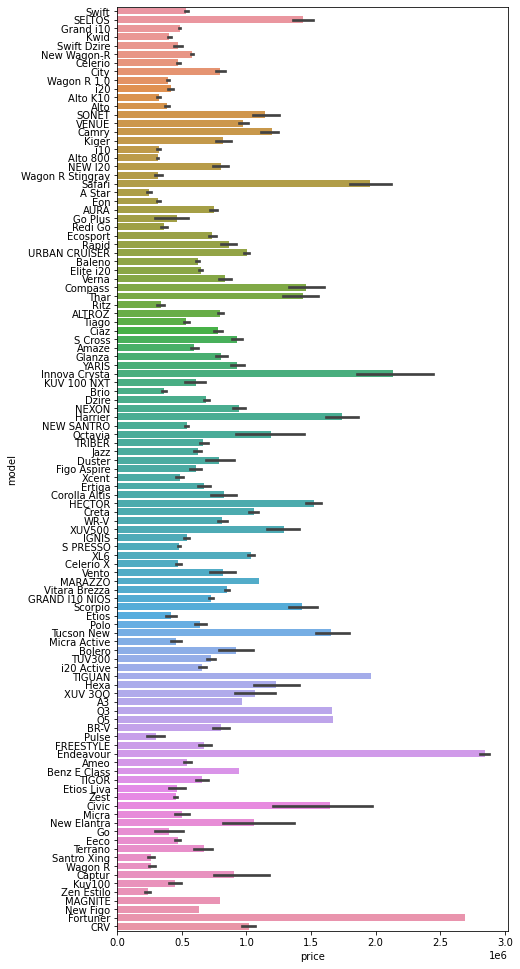 Swift
SELTOS
Grand i10
Kwid
Swift Dzire
New Wagon-R
Celerio
City
Wagon R 1.0
i20
Alto K10
Alto
SONET
VENUE
Camry
Kiger
i10
Alto 800
NEW I20
Wagon R Stingray
Safari
A Star
Eon
AURA
Go Plus
Redi Go
Ecosport
Rapid
URBAN CRUISER
Baleno
Elite i20
Verna
Compass
Thar
Ritz
ALTROZ
Tiago
Ciaz
S Cross
Amaze
Glanza
YARIS
Innova Crysta
KUV 100 NXT
Brio
Dzire
NEXON
Harrier
NEW SANTRO
Octavia
TRIBER
Jazz
Duster
Figo Aspire
Xcent
Ertiga
Corolla Altis
HECTOR
Creta
WR-V
XUV500
IGNIS
S PRESSO
XL6
Celerio X
Vento
MARAZZO
Vitara Brezza
GRAND I10 NIOS
Scorpio
Etios
Polo
Tucson New
Micra Active
Bolero
TUV300
i20 Active
TIGUAN
Hexa
XUV 3OO
A3
Q3
Q5
BR-V
Pulse
FREESTYLE
Endeavour
Ameo
Benz E Class
TIGOR
Etios Liva
Zest
Civic
Micra
New Elantra
Go
Eeco
Terrano
Santro Xing
Wagon R
Captur
Kuv100
Zen Estilo
MAGNITE
New Figo
Fortuner
CRV
model
0.0 0.5 1.0 1.5 2.0 2.5 3.0
1e6
price